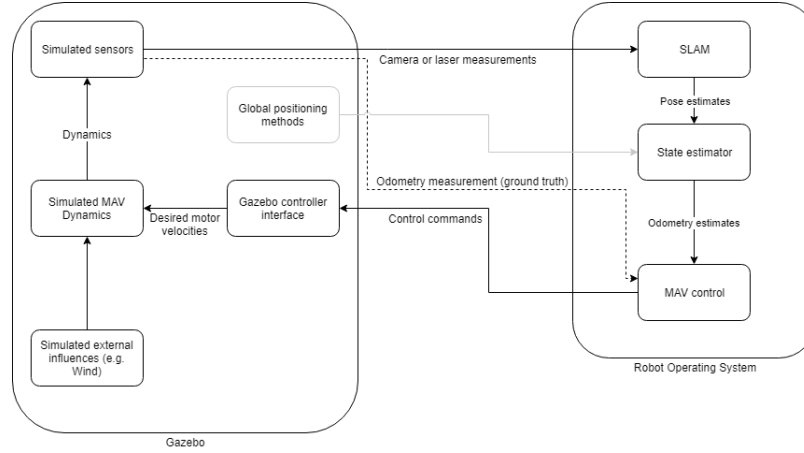 Simulated sensors
SLAM
Camera or laser measurements
Global positioning
methods
Pose estimates
Dynamics
State estimator
Odometry measurement (ground truth)
Simulated MAV
Dynamics
Desired motor
velocities
Gazebo controller
interface
Control commands
Odometry estimates
MAV control
Simulated external
influences (e.g.
Wind)
Robot Operating System
Gazebo